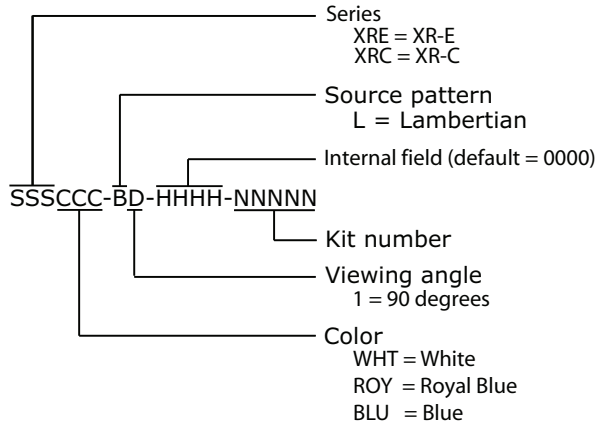 Series
XRE = XR-E
XRC = XR-C
Source pattern
L = Lambertian
Internal field (default = 0000)
SSSCCC-BD-HHHH-NNNNN
Kit number
Viewing angle
1 = 90 degrees
Color
WHT = White
ROY = Royal Blue
BLU = Blue